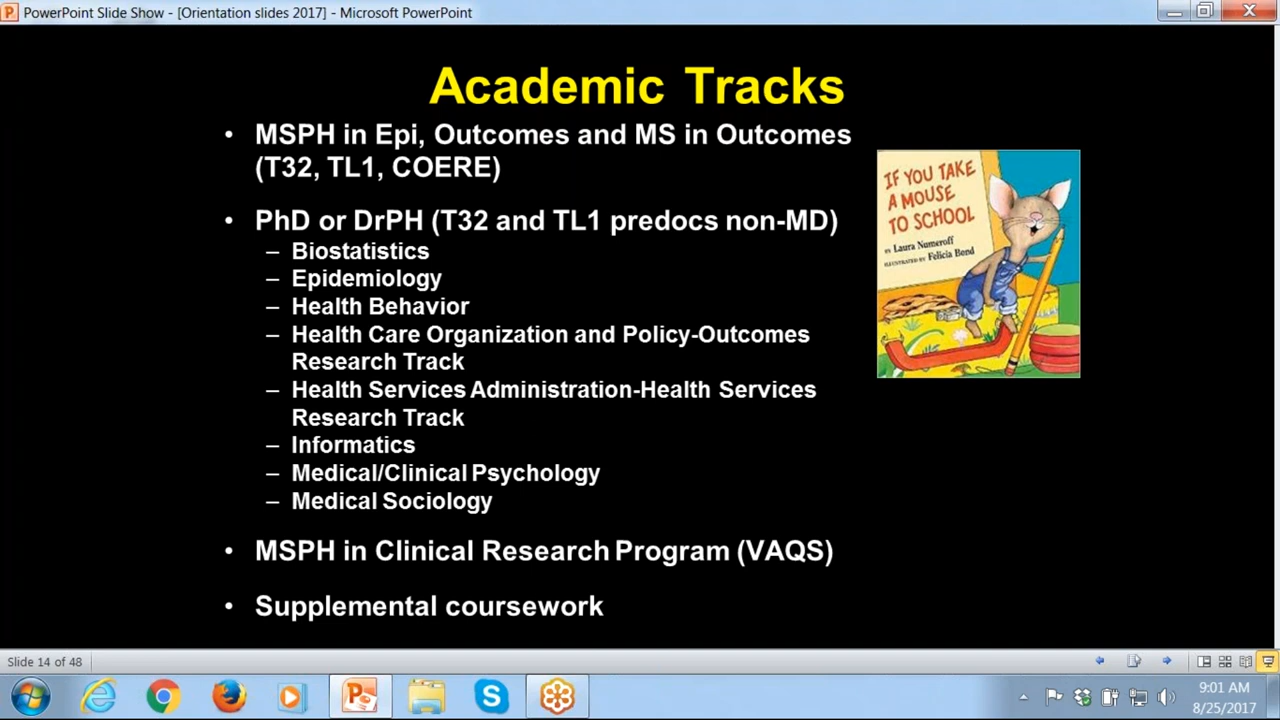 PowerPoint Slide Show - [Orientation slides 2017] - Microsoft PowerPoint
Academic Tracks
• MSPH in Epi, Outcomes and MS in Outcomes
(T32, TL1, COERE)
• PhD or DrPH (T32 and TL1 predocs non-MD)
– Biostatistics
– Epidemiology
– Health Behavior
– Health Care Organization and Policy-Outcomes
Research Track
– Health Services Administration-Health Services
Research Track
– Informatics
– Medical/Clinical Psychology
– Medical Sociology
• MSPH in Clinical Research Program (VAQS)
• Supplemental coursework
IF YOU TAKE
A MOUSE
TO SCHOOL
BY Laura Numeroff
ILLUSTRATED BY Felicia Bond
Slide 14 of 48
9:01 AM
8/25/2017